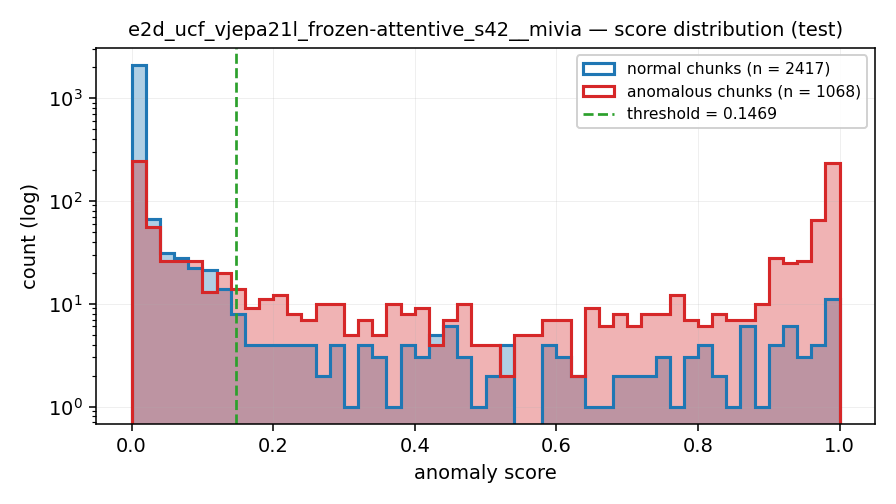 e2d_ucf_vjepa21l_frozen-attentive_s42__mivia — score distribution (test)
normal chunks (n = 2417)
anomalous chunks (n = 1068)
threshold = 0.1469
count (log)
10³
10²
10¹
10⁰
0.0 0.2 0.4 0.6 0.8 1.0
anomaly score